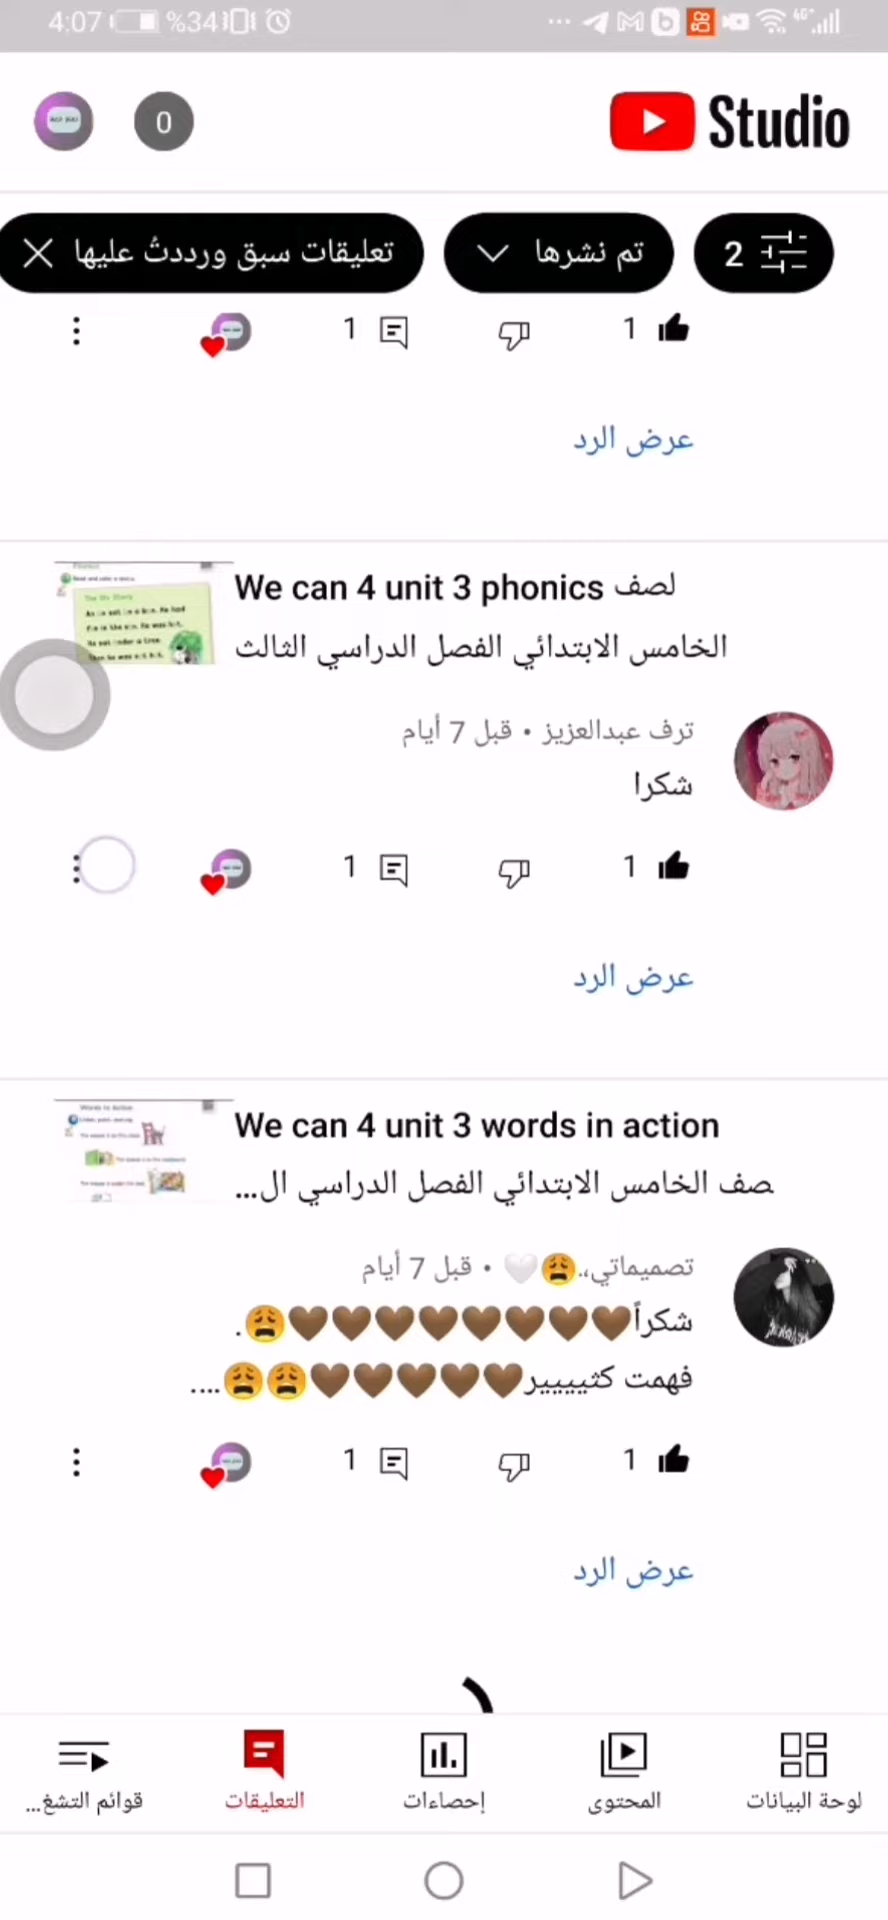 4:07 %34 4G
0 Studio
2 تم نشرها تعليقات سبق ورددتُ عليها
1 1
عرض الرد
We can 4 unit 3 phonics لصف
الخامس الابتدائي الفصل الدراسي الثالث
ترف عبدالعزيز • قبل 7 أيام
شكرا
1 1
عرض الرد
We can 4 unit 3 words in action
صف الخامس الابتدائي الفصل الدراسي ال...
تصميماتي،.😩🤍 • قبل 7 أيام
شكراً🤎🤎🤎🤎🤎🤎🤎🤎😩.
فهمت كثيييير🤎🤎🤎🤎🤎😩😩....
1 1
عرض الرد
لوحة البيانات المحتوى إحصاءات التعليقات قوائم التشغ...